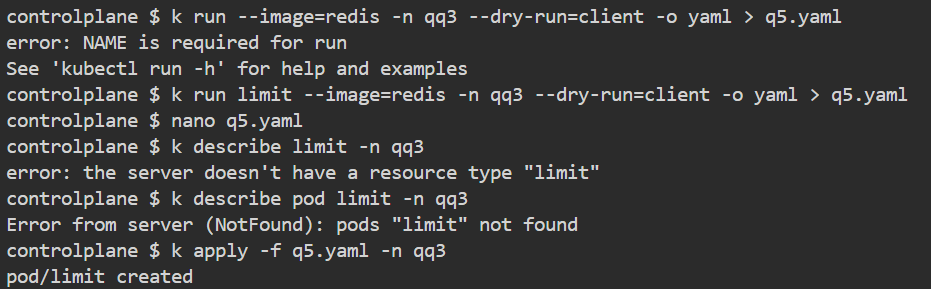 controlplane $ k run --image=redis -n qq3 --dry-run=client -o yaml > q5.yaml
error: NAME is required for run
See 'kubectl run -h' for help and examples
controlplane $ k run limit --image=redis -n qq3 --dry-run=client -o yaml > q5.yaml
controlplane $ nano q5.yaml
controlplane $ k describe limit -n qq3
error: the server doesn't have a resource type "limit"
controlplane $ k describe pod limit -n qq3
Error from server (NotFound): pods "limit" not found
controlplane $ k apply -f q5.yaml -n qq3
pod/limit created